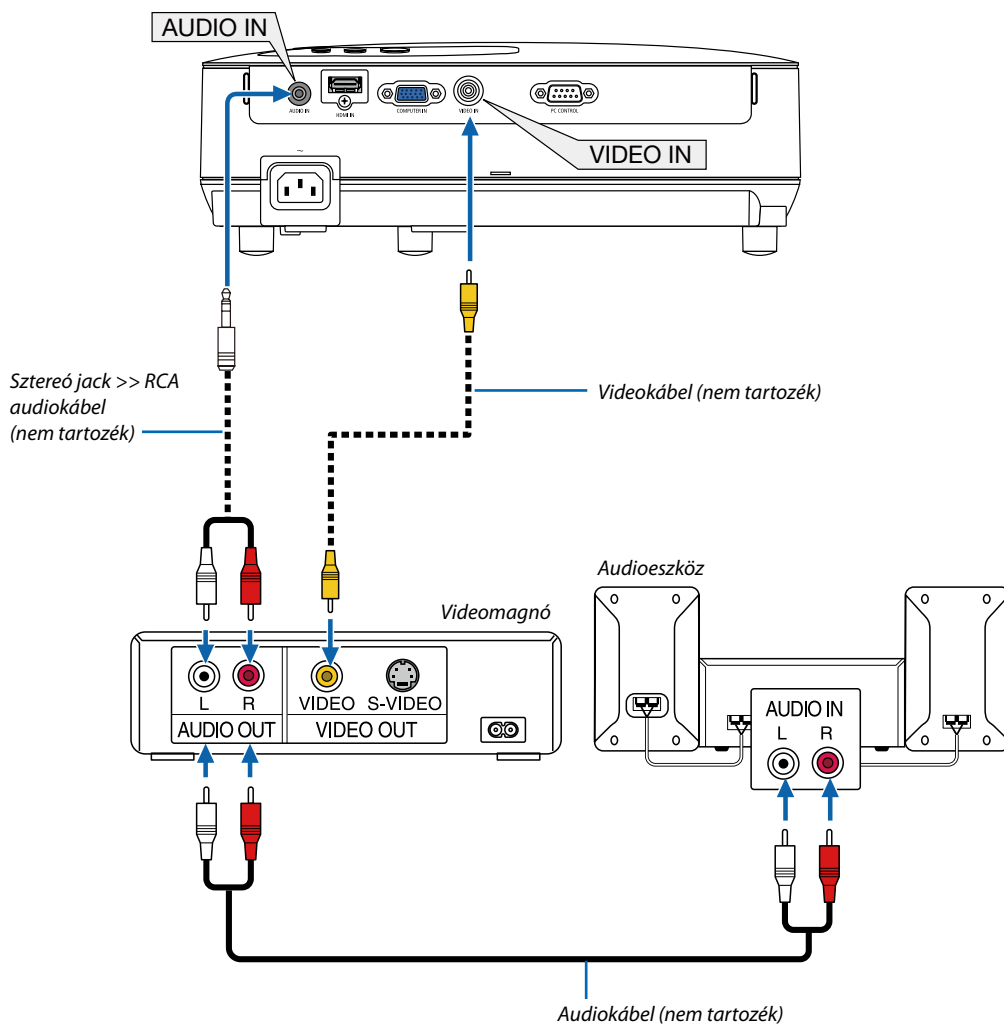 AUDIO IN
AUDIO IN
HDMI IN
COMPUTER IN
VIDEO IN
PC CONTROL
~
VIDEO IN
Sztereó jack >> RCA
audiokábel
(nem tartozék)
Videokábel (nem tartozék)
Audioeszköz
Videomagnó
L R VIDEO S-VIDEO
AUDIO OUT VIDEO OUT
AUDIO IN
L R
Audiokábel (nem tartozék)